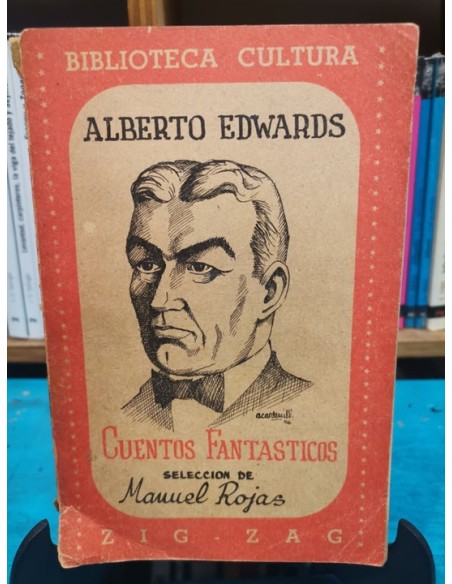 BIBLIOTECA CULTURA
ALBERTO EDWARDS
CUENTOS FANTASTICOS
SELECCION DE
Manuel Rojas
ZIG-ZAG